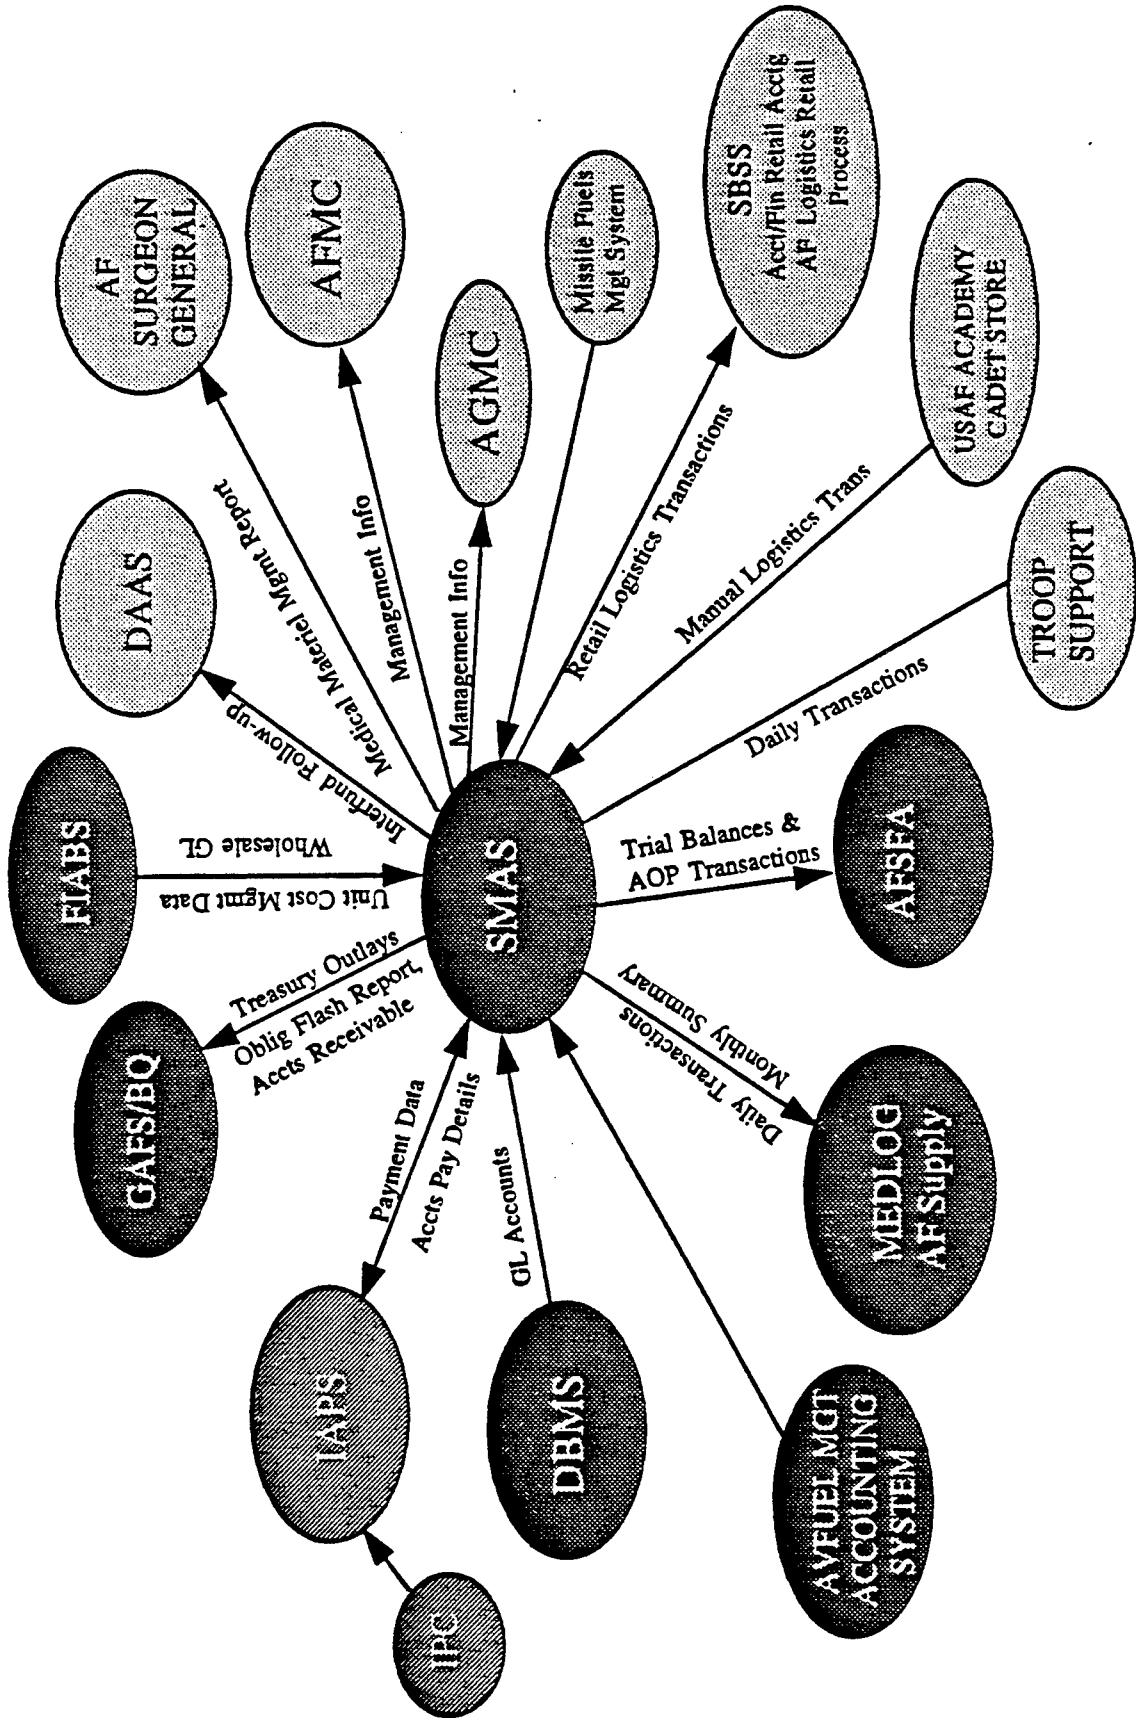 IPC
IAPS
DBMS
AVFUEL MGT
ACCOUNTING
SYSTEM
GAFS/BQ
FIABS
DAAS
AF
SURGEON
GENERAL
AFMC
AGMC
Missile Fuels
Mgt System
SBSS
Acct/Fin Retail Acctg
AF Logistics Retail
Process
USAF ACADEMY
CADET STORE
TROOP
SUPPORT
AFSFA
MEDLOG
AF Supply
SMAS
Payment Data
Accts Pay Details
GL Accounts
Treasury Outlays
Oblig Flash Report,
Accts Receivable
Unit Cost Mgmt Data
Wholesale GL
Interfund Follow-up
Medical Materiel Mgmt Report
Management Info
Management Info
Retail Logistics Transactions
Manual Logistics Trans
Daily Transactions
Trial Balances &
AOP Transactions
Monthly Summary
Daily Transactions